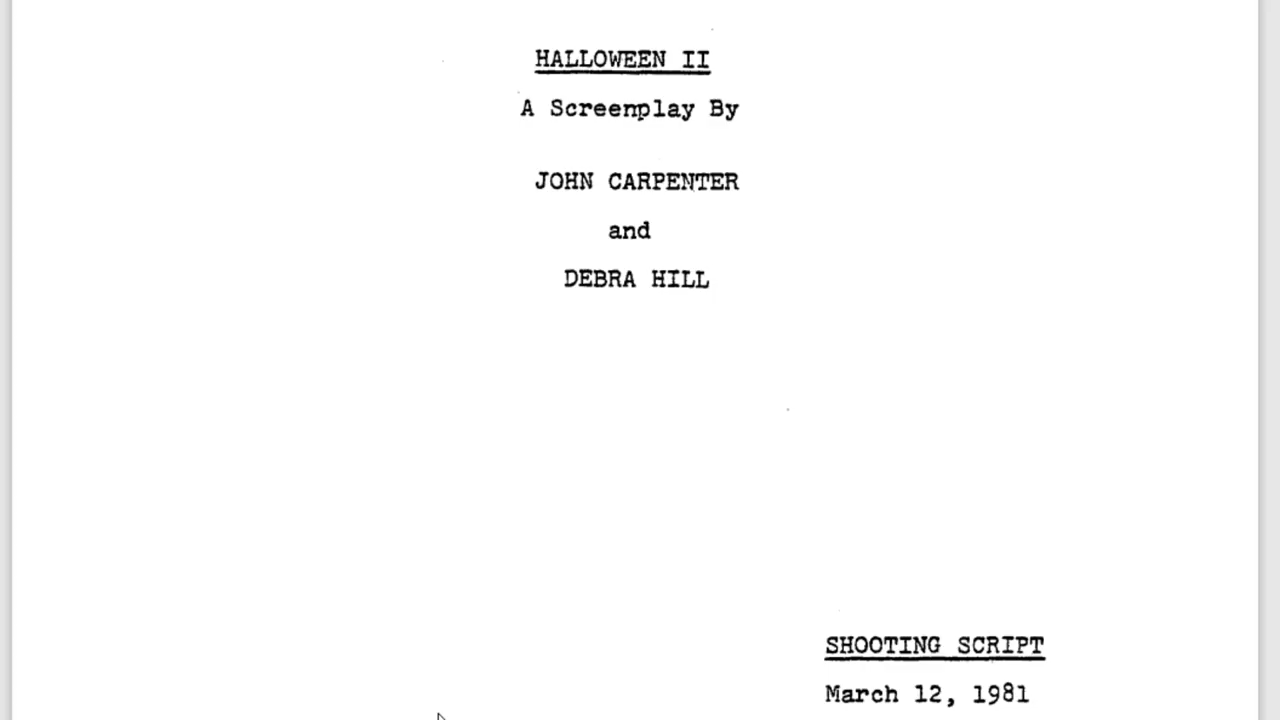 HALLOWEEN II
A Screenplay By
JOHN CARPENTER
and
DEBRA HILL
SHOOTING SCRIPT
March 12, 1981